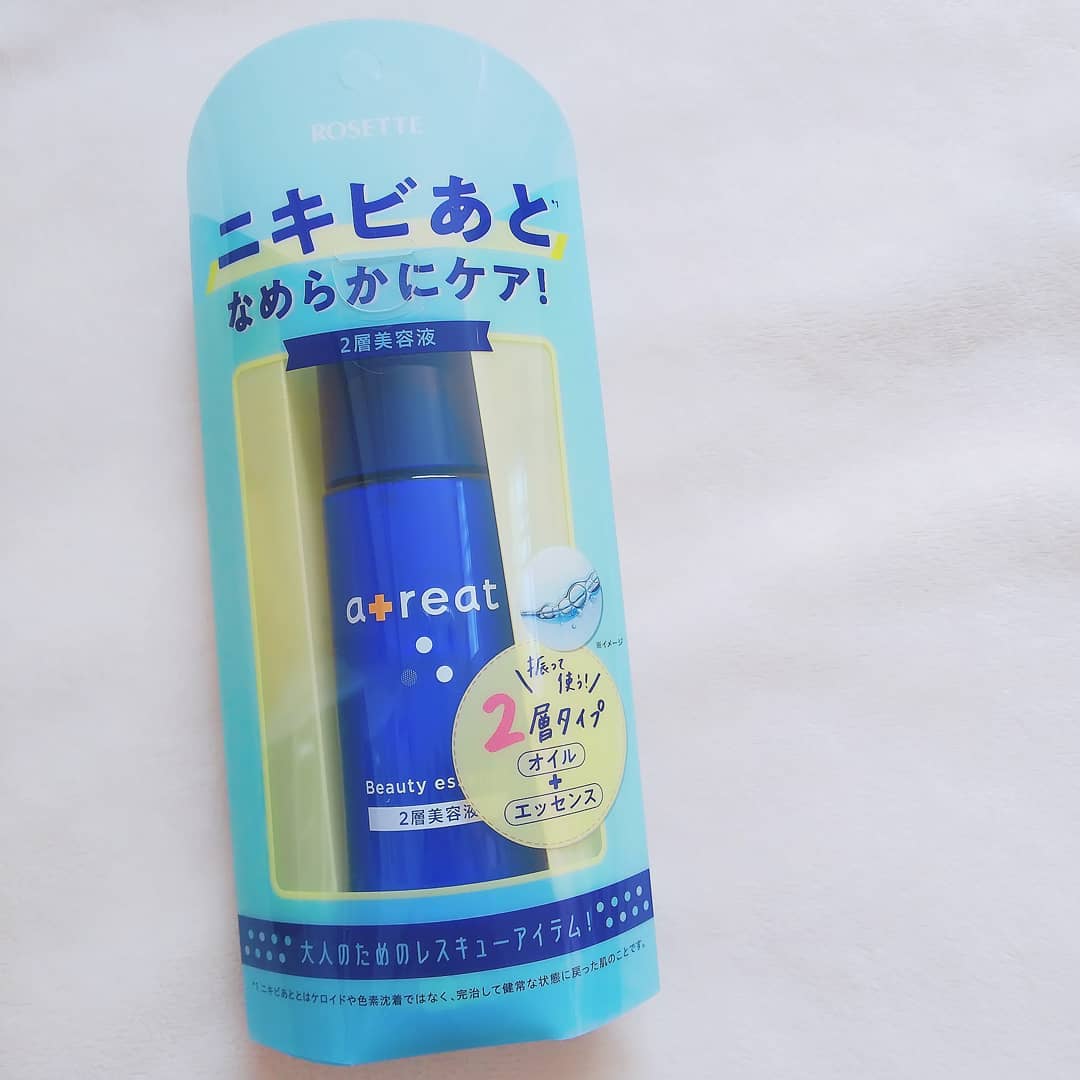 ROSETTE
ニキビあと*1
なめらかにケア!
2層美容液
a+reat
※イメージ
振って
使う!
2層タイプ
オイル
+
エッセンス
Beauty es
2層美容液
大人のためのレスキューアイテム!
*1 ニキビあととはケロイドや色素沈着ではなく、完治して健常な状態に戻った肌のことです。